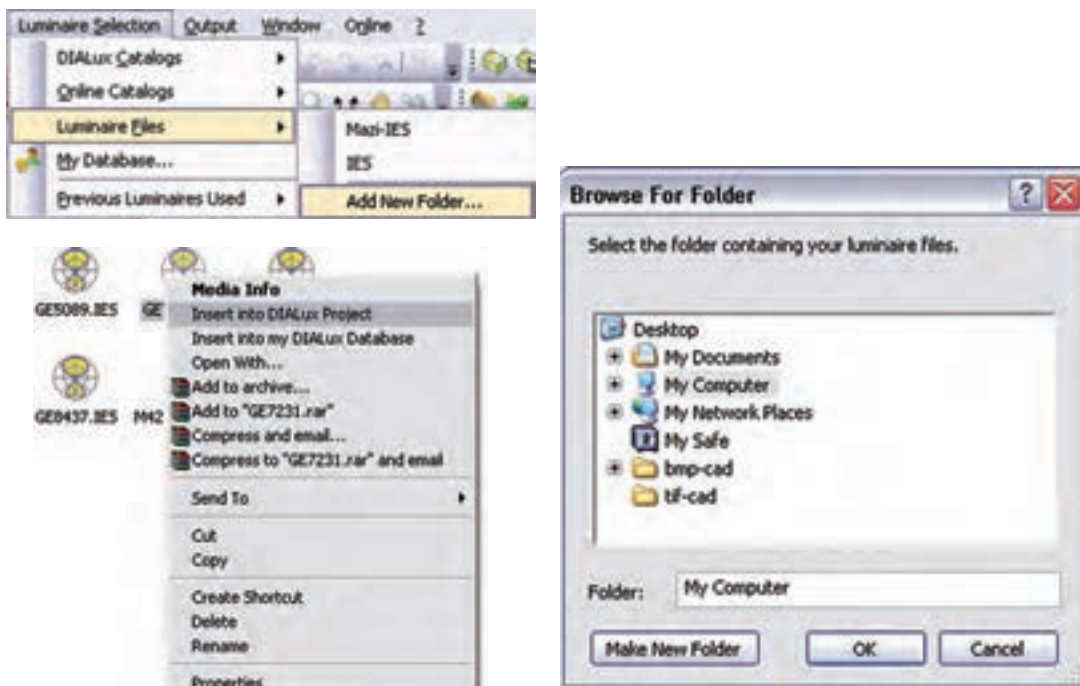 Luminaire Selection Output Window Online ?
DIALux Catalogs
Online Catalogs
Luminaire Files
My Database...
Previous Luminaires Used
Mazi-IES
IES
Add New Folder...
GE5089.IES GE
GE8437.IES M42
Media Info
Insert into DIALux Project
Insert into my DIALux Database
Open With...
Add to archive...
Add to "GE7231.rar"
Compress and email...
Compress to "GE7231.rar" and email
Send To
Cut
Copy
Create Shortcut
Delete
Rename
Properties
Browse For Folder ?
Select the folder containing your luminaire files.
Desktop
My Documents
My Computer
My Network Places
My Safe
bmp-cad
tif-cad
Folder: My Computer
Make New Folder OK Cancel